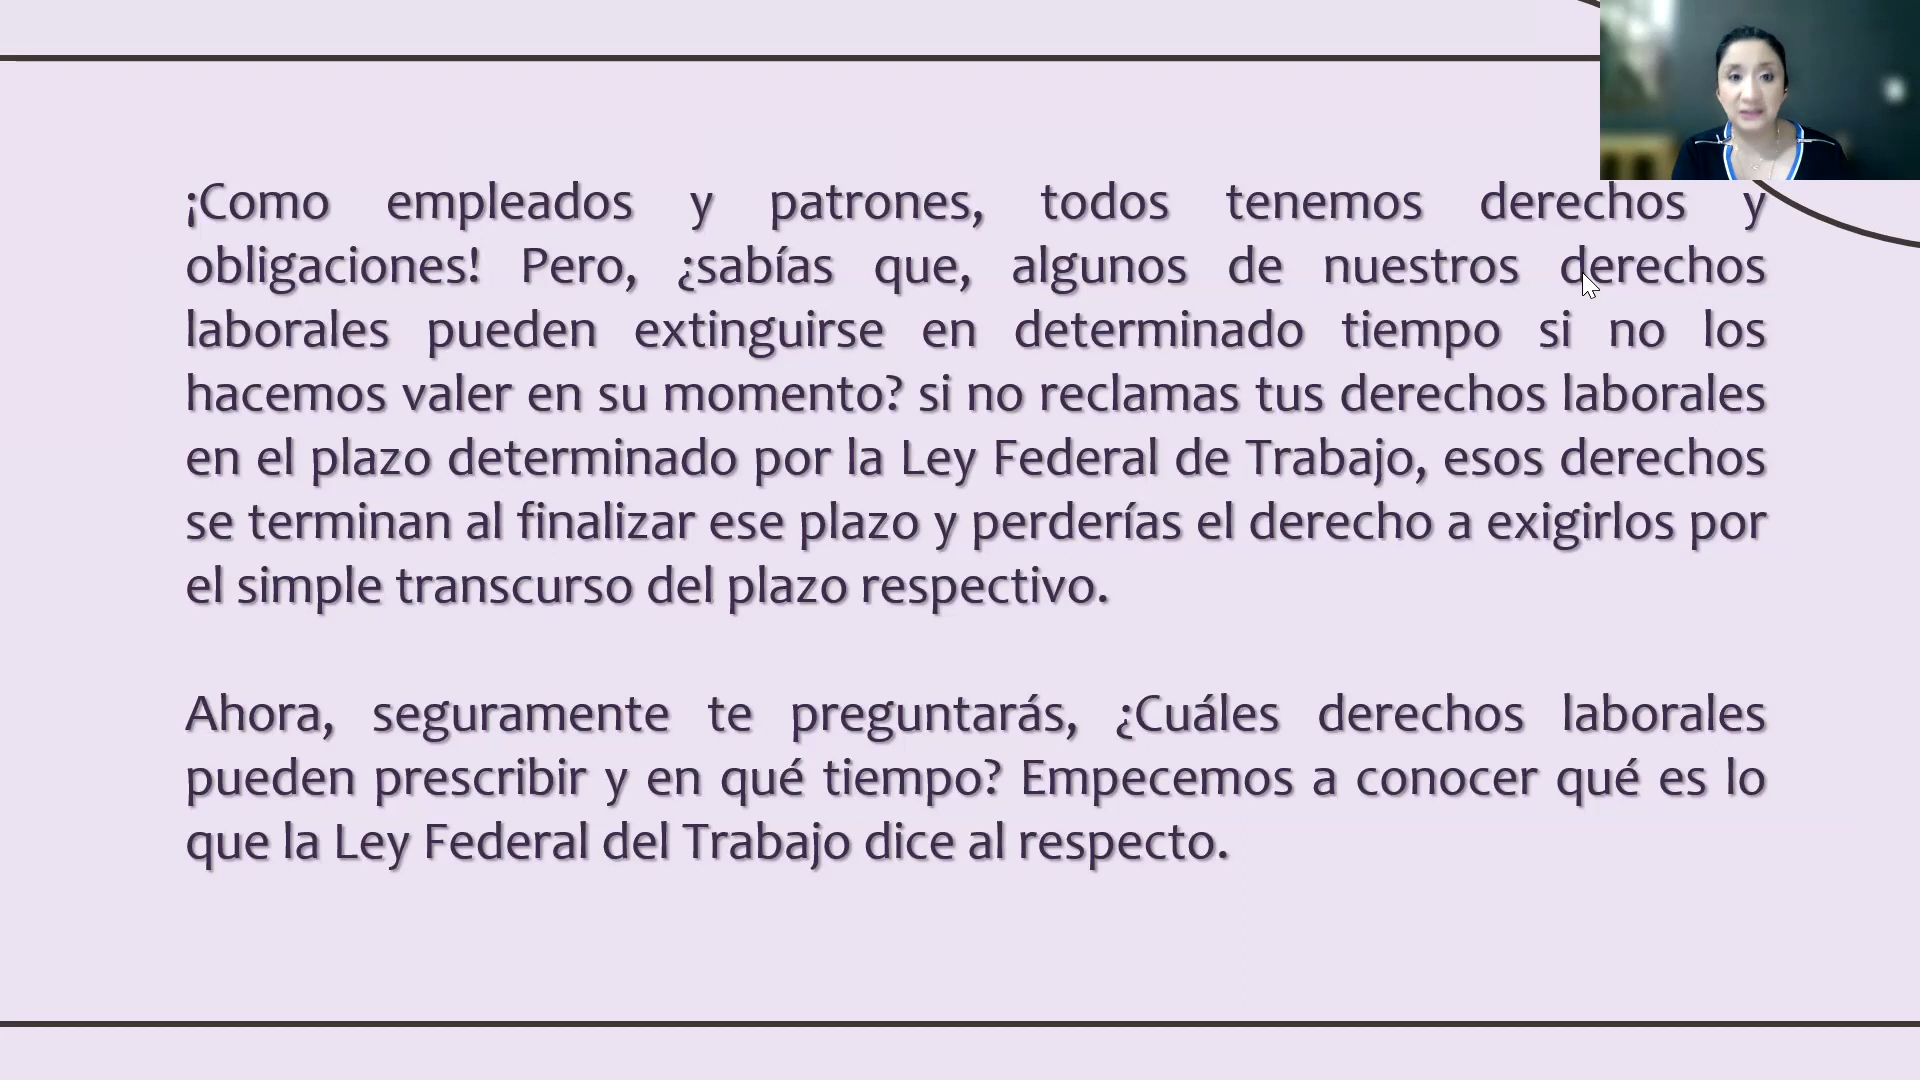 ¡Como empleados y patrones, todos tenemos derechos y
obligaciones! Pero, ¿sabías que, algunos de nuestros derechos
laborales pueden extinguirse en determinado tiempo si no los
hacemos valer en su momento? si no reclamas tus derechos laborales
en el plazo determinado por la Ley Federal de Trabajo, esos derechos
se terminan al finalizar ese plazo y perderías el derecho a exigirlos por
el simple transcurso del plazo respectivo.
Ahora, seguramente te preguntarás, ¿Cuáles derechos laborales
pueden prescribir y en qué tiempo? Empecemos a conocer qué es lo
que la Ley Federal del Trabajo dice al respecto.